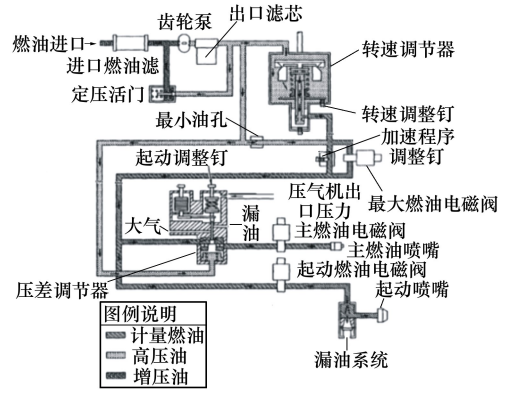 出口滤芯
齿轮泵
燃油进口
转速调节器
进口燃油滤
定压活门
转速调整钉
最小油孔
加速程序
调整钉
起动调整钉
压气机出
口压力
最大燃油电磁阀
大气
漏
油
主燃油电磁阀
主燃油喷嘴
起动燃油电磁阀
压差调节器
起动喷嘴
图例说明
计量燃油
高压油
增压油
漏油系统